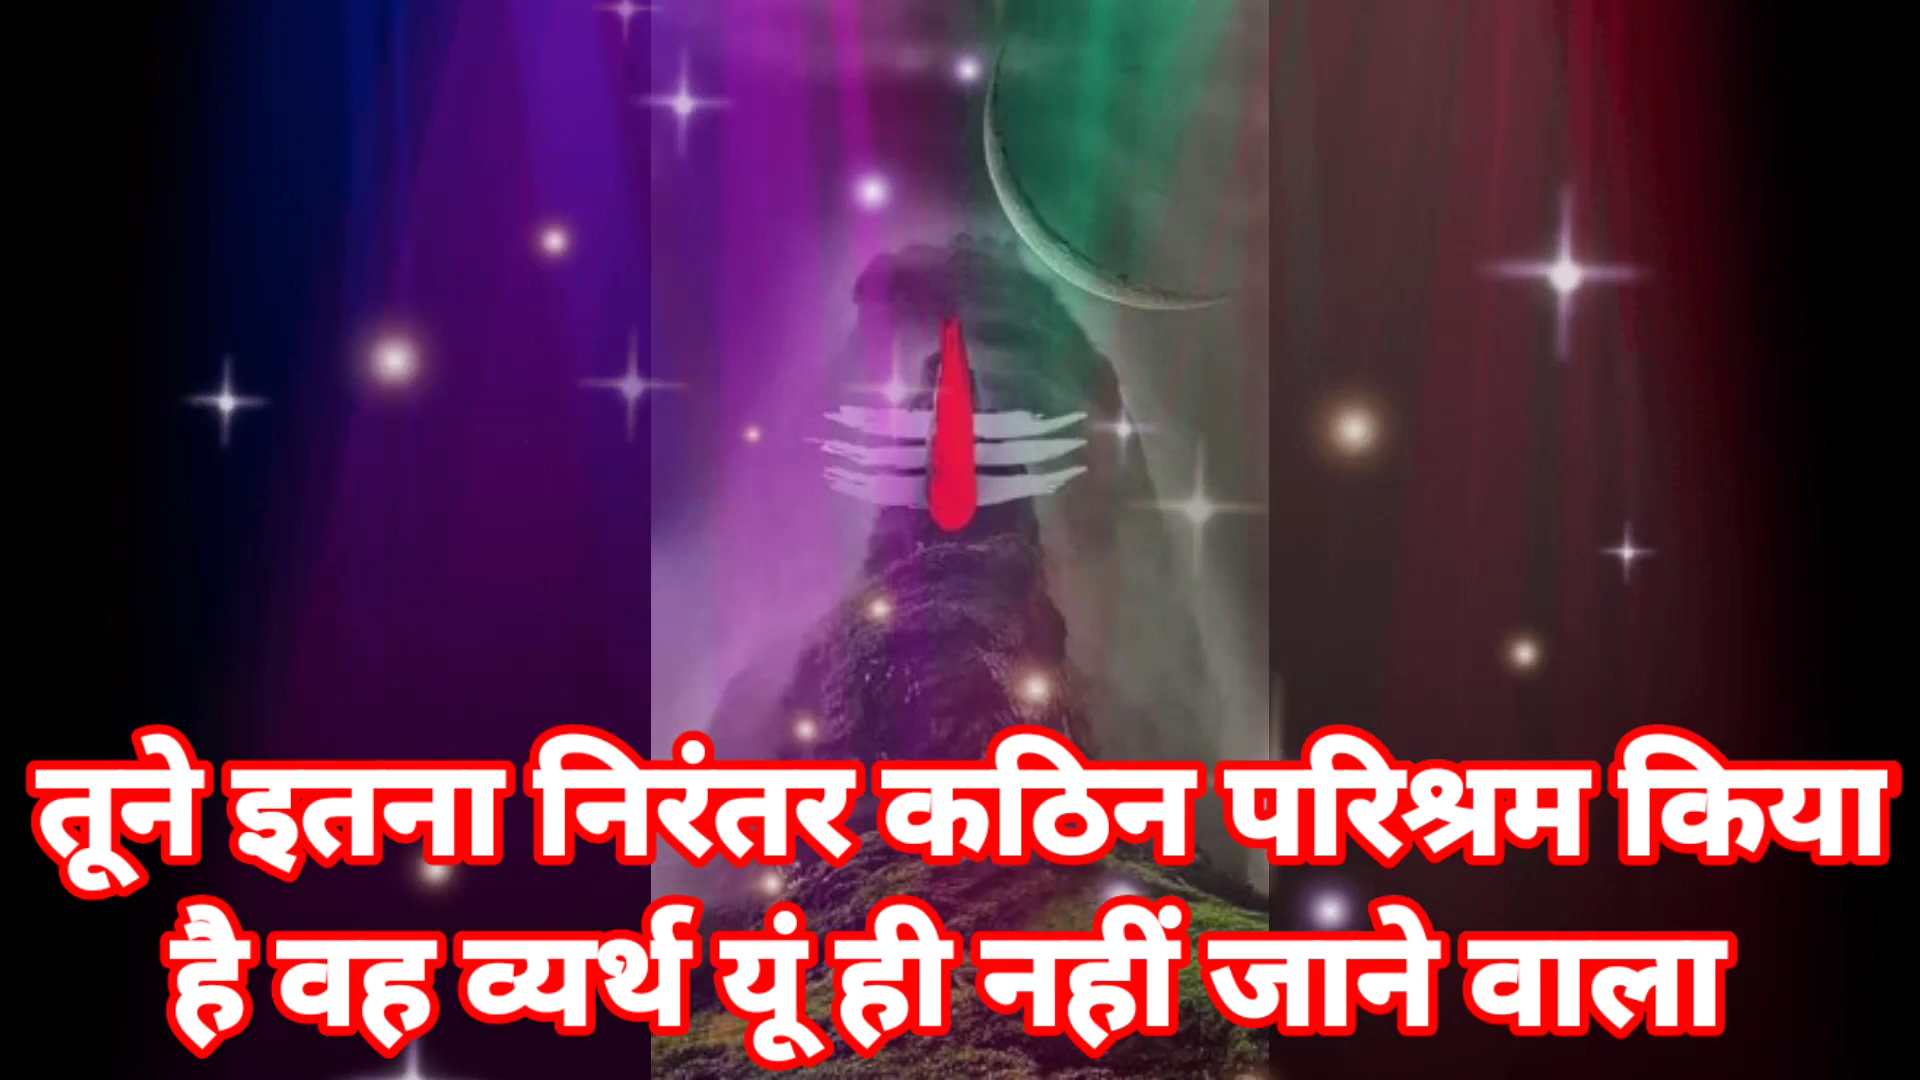 तूने इतना निरंतर कठिन परिश्रम किया
है वह व्यर्थ यूं ही नहीं जाने वाला